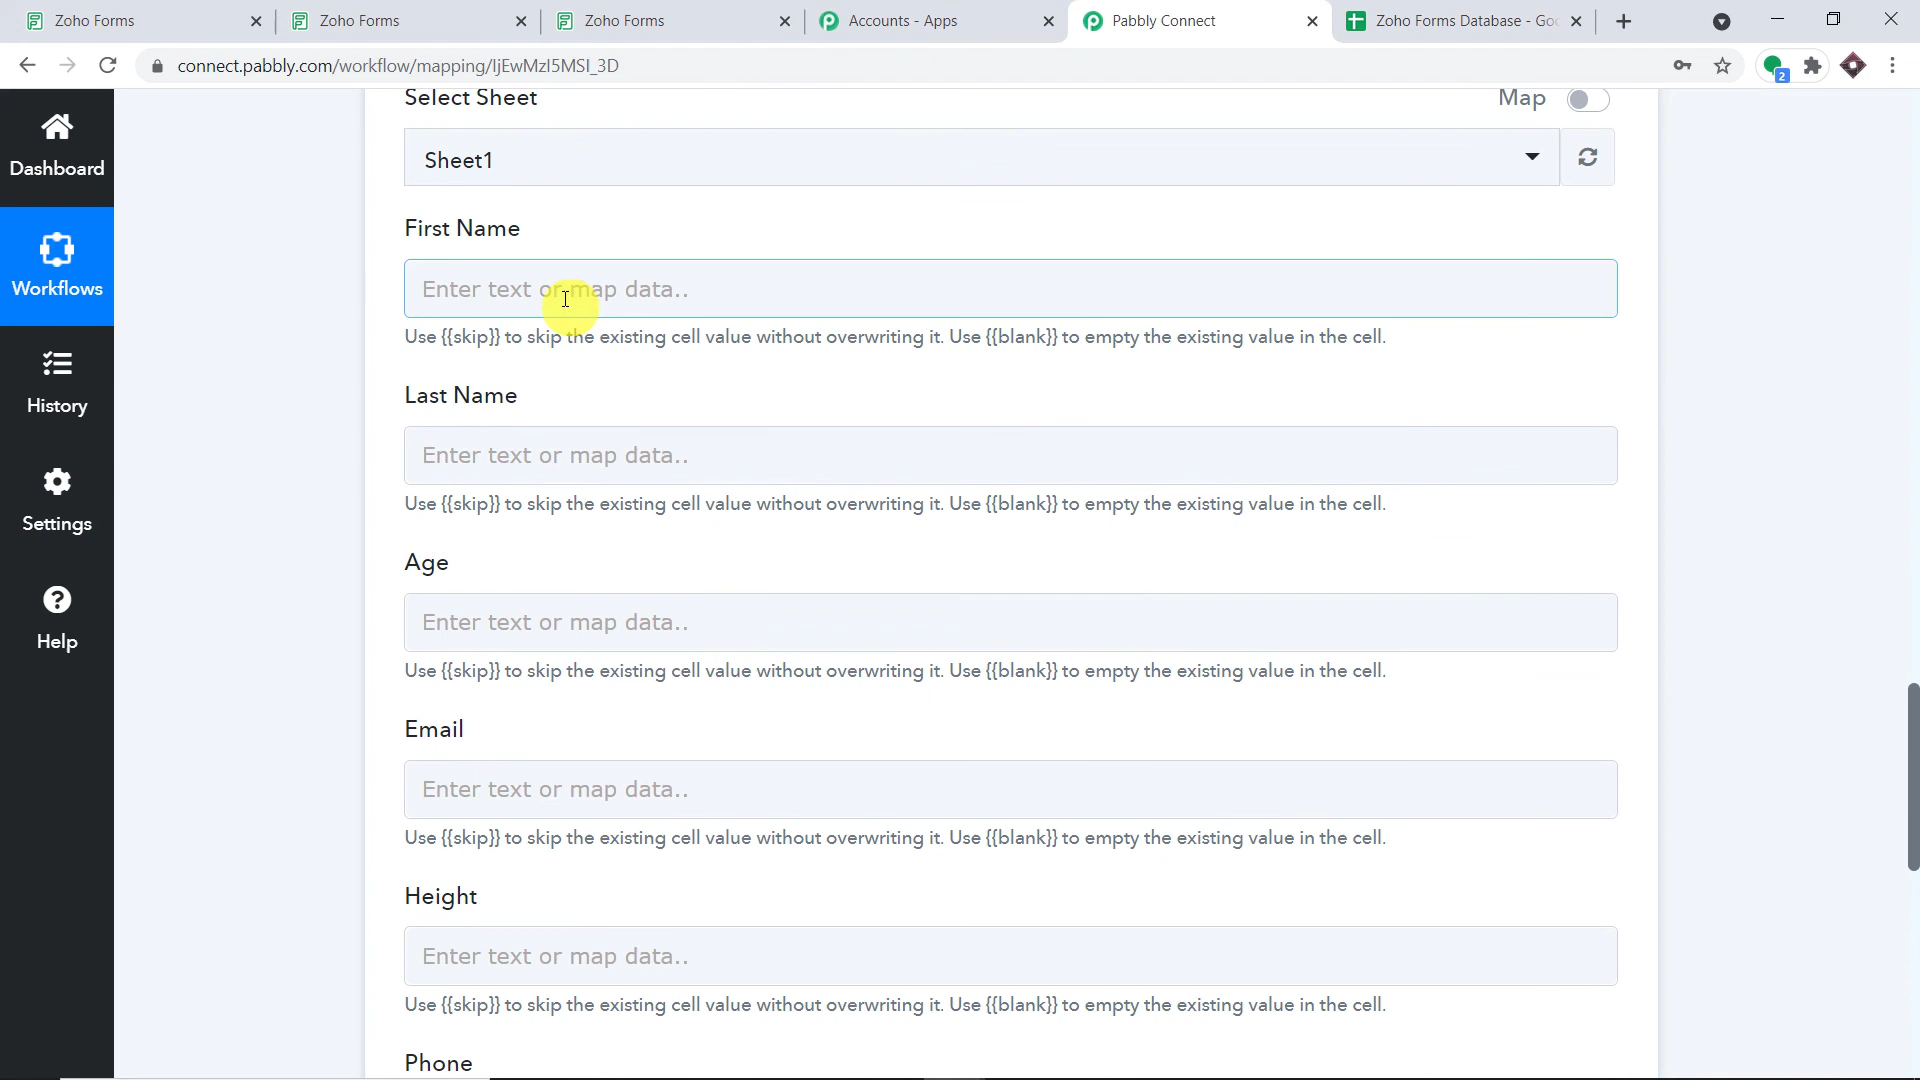 Zoho Forms
Zoho Forms
Zoho Forms
Accounts - Apps
Pabbly Connect
Zoho Forms Database - Goo
connect.pabbly.com/workflow/mapping/IjEwMzI5MSI_3D
2
Dashboard
Workflows
History
Settings
Help
Select Sheet
Map
Sheet1
First Name
Enter text or map data..
Use {{skip}} to skip the existing cell value without overwriting it. Use {{blank}} to empty the existing value in the cell.
Last Name
Enter text or map data..
Use {{skip}} to skip the existing cell value without overwriting it. Use {{blank}} to empty the existing value in the cell.
Age
Enter text or map data..
Use {{skip}} to skip the existing cell value without overwriting it. Use {{blank}} to empty the existing value in the cell.
Email
Enter text or map data..
Use {{skip}} to skip the existing cell value without overwriting it. Use {{blank}} to empty the existing value in the cell.
Height
Enter text or map data..
Use {{skip}} to skip the existing cell value without overwriting it. Use {{blank}} to empty the existing value in the cell.
Phone